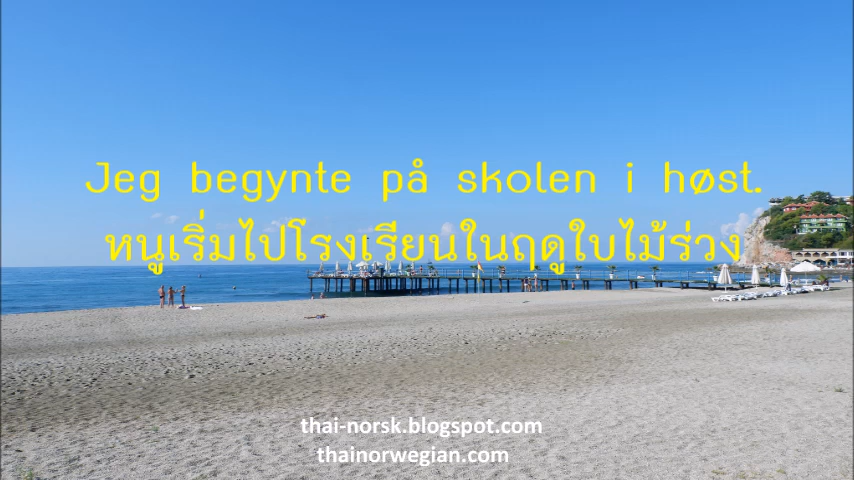 Jeg begynte på skolen i høst.
หนูเริ่มไปโรงเรียนในฤดูใบไม้ร่วง
thai-norsk.blogspot.com
thainorwegian.com